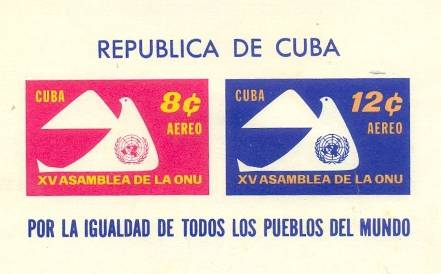 REPUBLICA DE CUBA
CUBA 8¢
AEREO
XV ASAMBLEA DE LA ONU
CUBA 12¢
AEREO
XV ASAMBLEA DE LA ONU
POR LA IGUALDAD DE TODOS LOS PUEBLOS DEL MUNDO